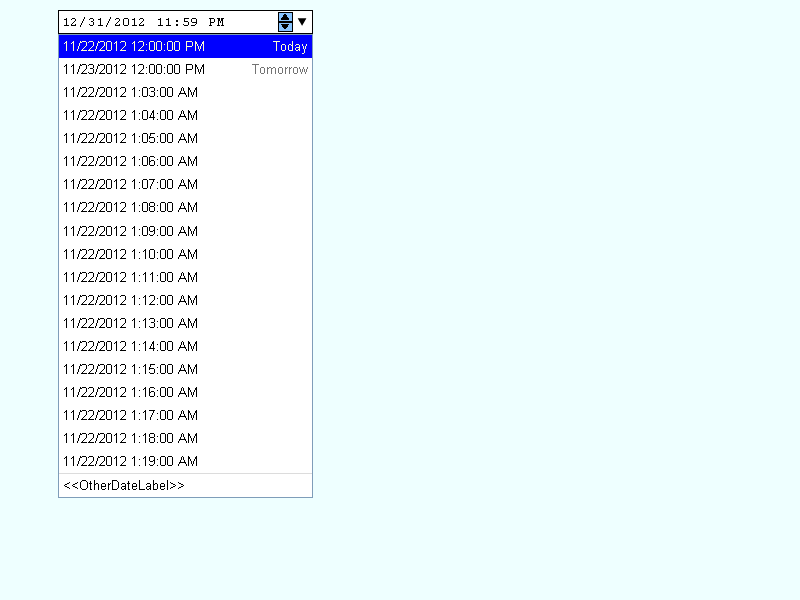 12/31/2012 11:59 PM
11/22/2012 12:00:00 PM Today
11/23/2012 12:00:00 PM Tomorrow
11/22/2012 1:03:00 AM
11/22/2012 1:04:00 AM
11/22/2012 1:05:00 AM
11/22/2012 1:06:00 AM
11/22/2012 1:07:00 AM
11/22/2012 1:08:00 AM
11/22/2012 1:09:00 AM
11/22/2012 1:10:00 AM
11/22/2012 1:11:00 AM
11/22/2012 1:12:00 AM
11/22/2012 1:13:00 AM
11/22/2012 1:14:00 AM
11/22/2012 1:15:00 AM
11/22/2012 1:16:00 AM
11/22/2012 1:17:00 AM
11/22/2012 1:18:00 AM
11/22/2012 1:19:00 AM
<<OtherDateLabel>>